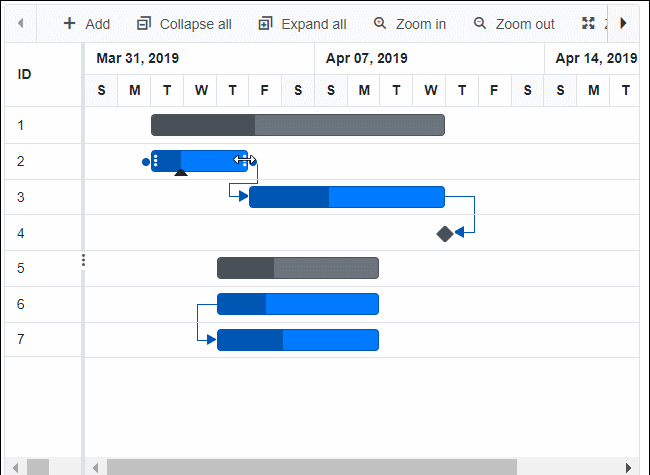 Add Collapse all Expand all Zoom in Zoom out
ID Mar 31, 2019 Apr 07, 2019 Apr 14, 2019
S M T W T F S S M T W T F S S M T
1
2
3
4
5
6
7